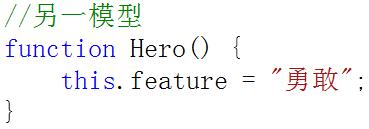 //另一模型
function Hero() {
    this.feature = "勇敢";
}